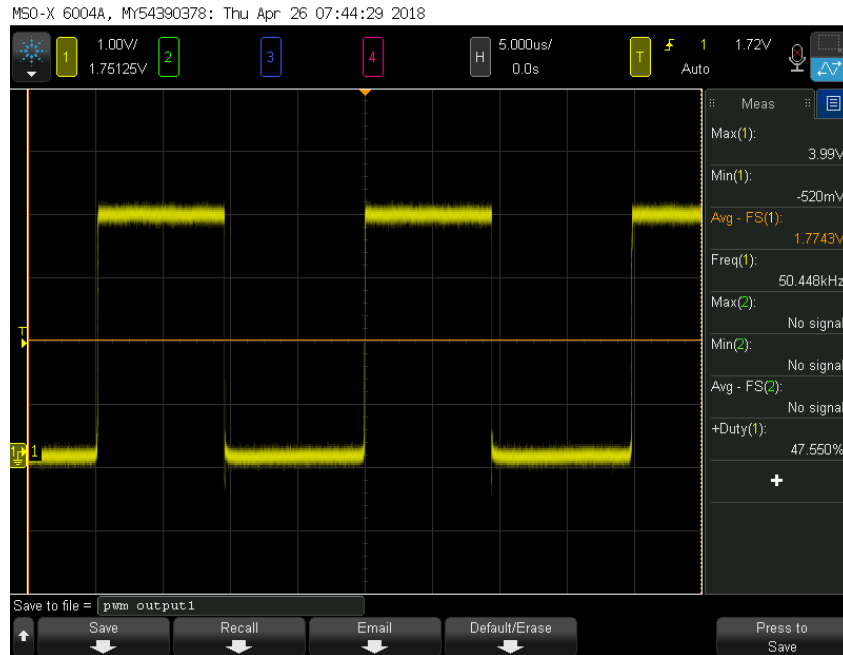 MSO-X 6004A, MY54390378: Thu Apr 26 07:44:29 2018
1 1.00V/ 1.75125V 2 3 4 H 5.000us/ 0.0s T 1 1.72V Auto
Meas
Max(1):
3.99V
Min(1):
-520mV
Avg - FS(1):
1.7743V
Freq(1):
50.448kHz
Max(2):
No signal
Min(2):
No signal
Avg - FS(2):
No signal
+Duty(1):
47.550%
+
T
1 1
Save to file = pwm output1
Save Recall Email Default/Erase Press to Save